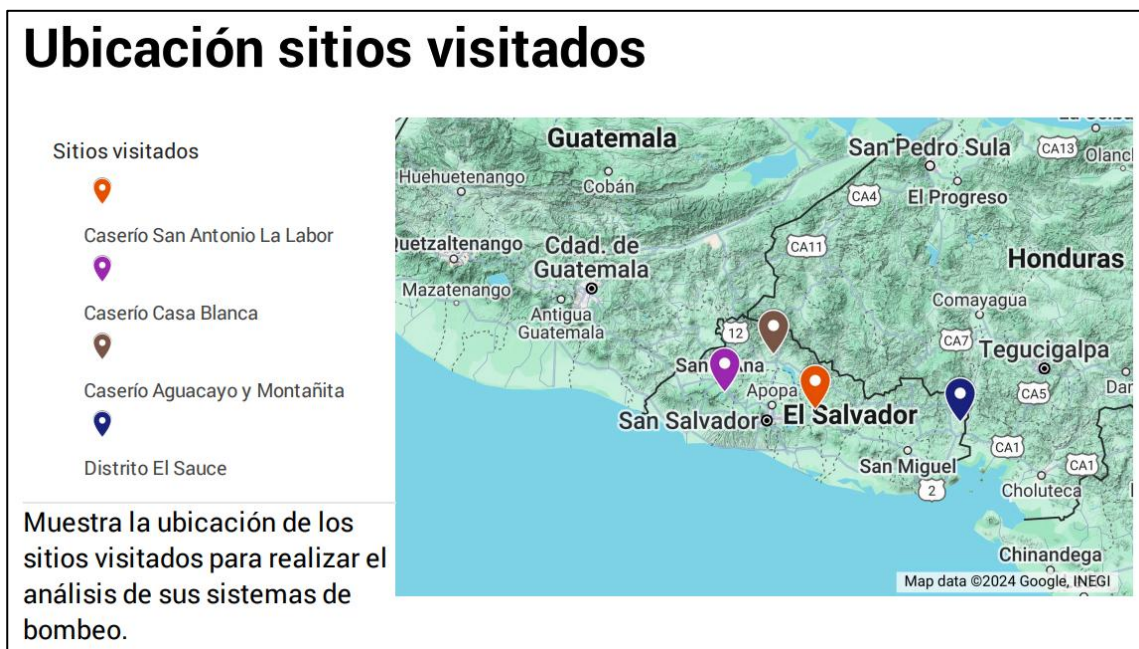 Ubicación sitios visitados
Sitios visitados
Caserío San Antonio La Labor
Caserío Casa Blanca
Caserío Aguacayo y Montañita
Distrito El Sauce
Muestra la ubicación de los
sitios visitados para realizar el
análisis de sus sistemas de
bombeo.
Guatemala
San Pedro Sula
CA13
Olanch
Huehuetenango
Cobán
CA4
El Progreso
Quetzaltenango
Cdad. de
Guatemala
CA11
Honduras
Mazatenango
Antigua
Guatemala
Comayagua
12
CA7
Tegucigalpa
Apopa
CA5
San Salvador
El Salvador
CA1
San Miguel
2
CA1
Choluteca
Chinandega
Map data ©2024 Google, INEGI